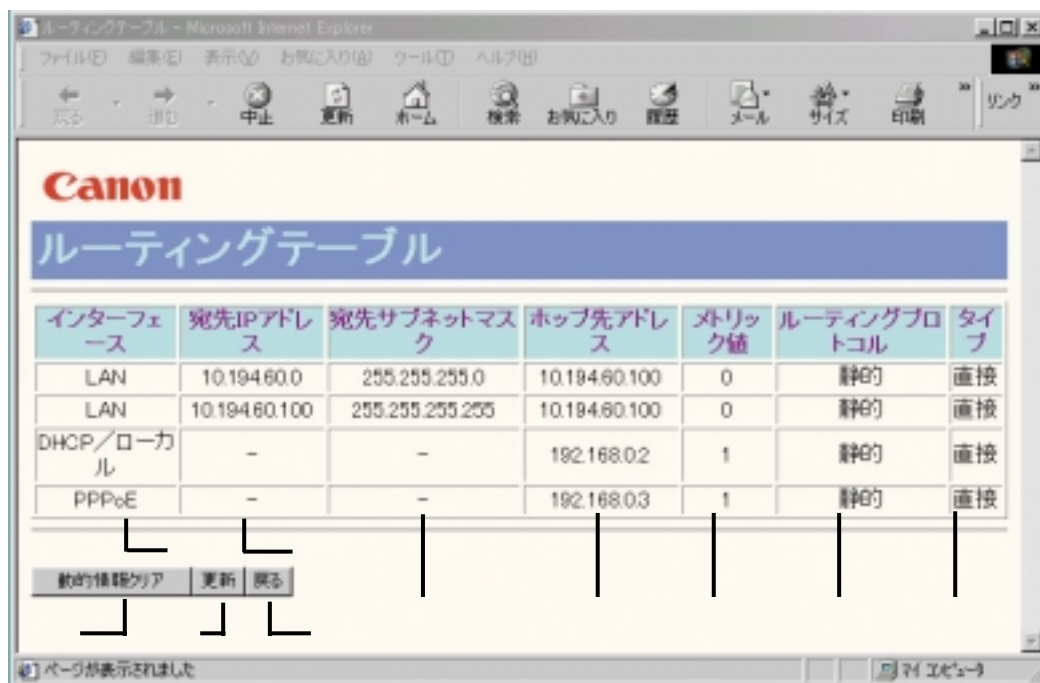 ルーティングテーブル - Microsoft Internet Explorer
ファイル(F) 編集(E) 表示(V) お気に入り(A) ツール(T) ヘルプ(H)
戻る 進む 中止 更新 ホーム 検索 お気に入り 履歴 メール サイズ 印刷 » リンク »
Canon
ルーティングテーブル
インターフェース 宛先IPアドレス 宛先サブネットマスク ホップ先アドレス メトリック値 ルーティングプロトコル タイプ
LAN 10.194.60.0 255.255.255.0 10.194.60.100 0 静的 直接
LAN 10.194.60.100 255.255.255.255 10.194.60.100 0 静的 直接
DHCP／ローカル - - 192.168.0.2 1 静的 直接
PPPoE - - 192.168.0.3 1 静的 直接
動的情報クリア 更新 戻る
ページが表示されました マイ コンピュータ